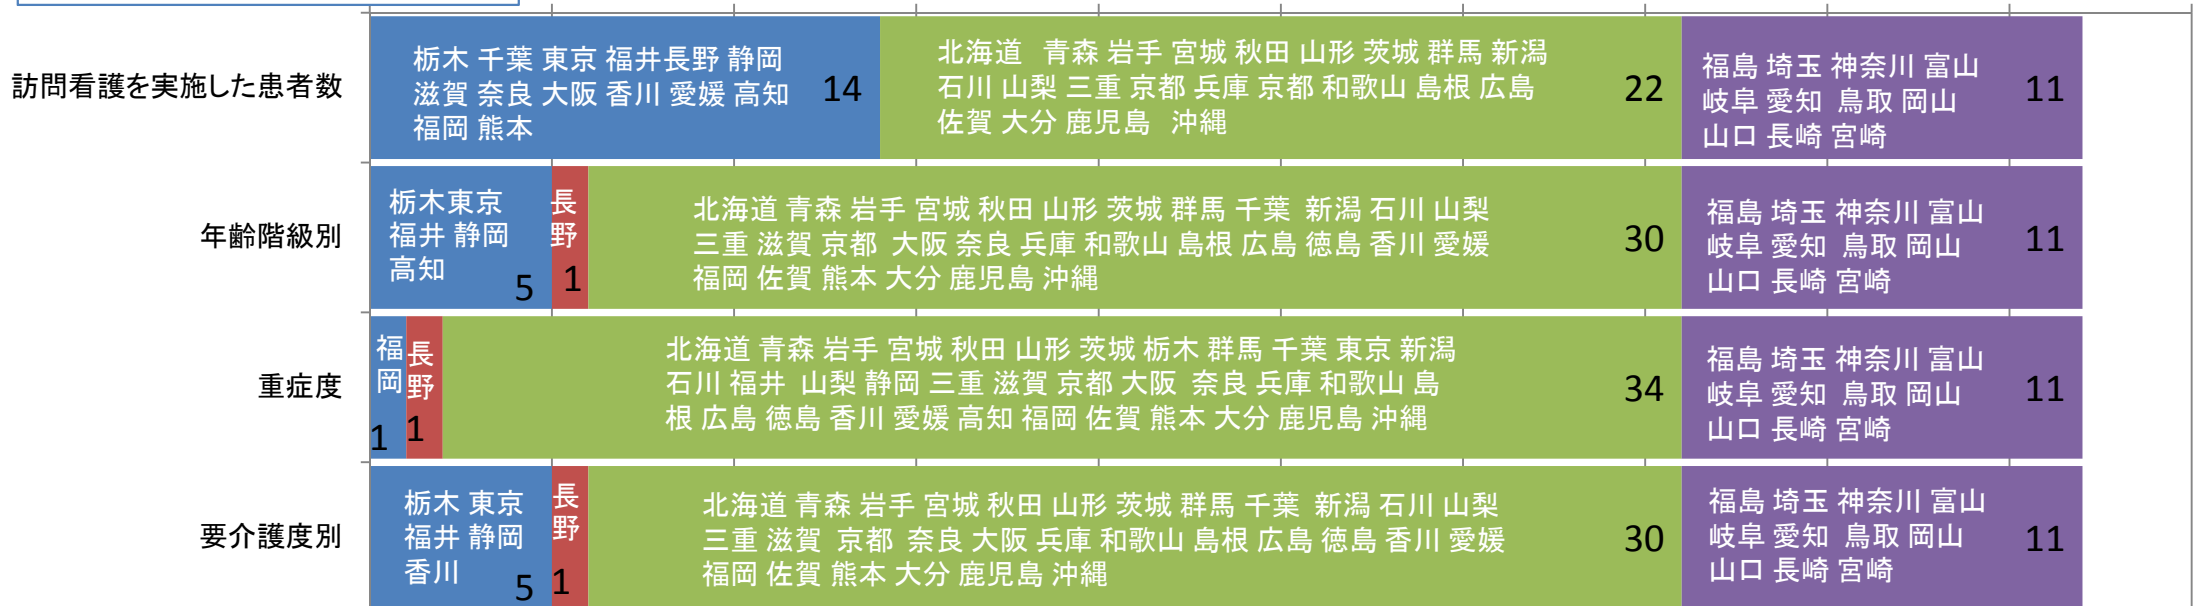 訪問看護を実施した患者数
栃木 千葉 東京 福井長野 静岡
滋賀 奈良 大阪 香川 愛媛 高知
福岡 熊本
14
北海道 青森 岩手 宮城 秋田 山形 茨城 群馬 新潟
石川 山梨 三重 京都 兵庫 京都 和歌山 島根 広島
佐賀 大分 鹿児島 沖縄
22
福島 埼玉 神奈川 富山
岐阜 愛知 鳥取 岡山
山口 長崎 宮崎
11
年齢階級別
栃木東京
福井 静岡
高知
5
長
野
1
北海道 青森 岩手 宮城 秋田 山形 茨城 群馬 千葉 新潟 石川 山梨
三重 滋賀 京都 大阪 奈良 兵庫 和歌山 島根 広島 徳島 香川 愛媛
福岡 佐賀 熊本 大分 鹿児島 沖縄
30
福島 埼玉 神奈川 富山
岐阜 愛知 鳥取 岡山
山口 長崎 宮崎
11
重症度
福
岡
1
長
野
1
北海道 青森 岩手 宮城 秋田 山形 茨城 栃木 群馬 千葉 東京 新潟
石川 福井 山梨 静岡 三重 滋賀 京都 大阪 奈良 兵庫 和歌山 島
根 広島 徳島 香川 愛媛 高知 福岡 佐賀 熊本 大分 鹿児島 沖縄
34
福島 埼玉 神奈川 富山
岐阜 愛知 鳥取 岡山
山口 長崎 宮崎
11
要介護度別
栃木 東京
福井 静岡
香川
5
長
野
1
北海道 青森 岩手 宮城 秋田 山形 茨城 群馬 千葉 新潟 石川 山梨
三重 滋賀 京都 奈良 大阪 兵庫 和歌山 島根 広島 徳島 香川 愛媛
福岡 佐賀 熊本 大分 鹿児島 沖縄
30
福島 埼玉 神奈川 富山
岐阜 愛知 鳥取 岡山
山口 長崎 宮崎
11